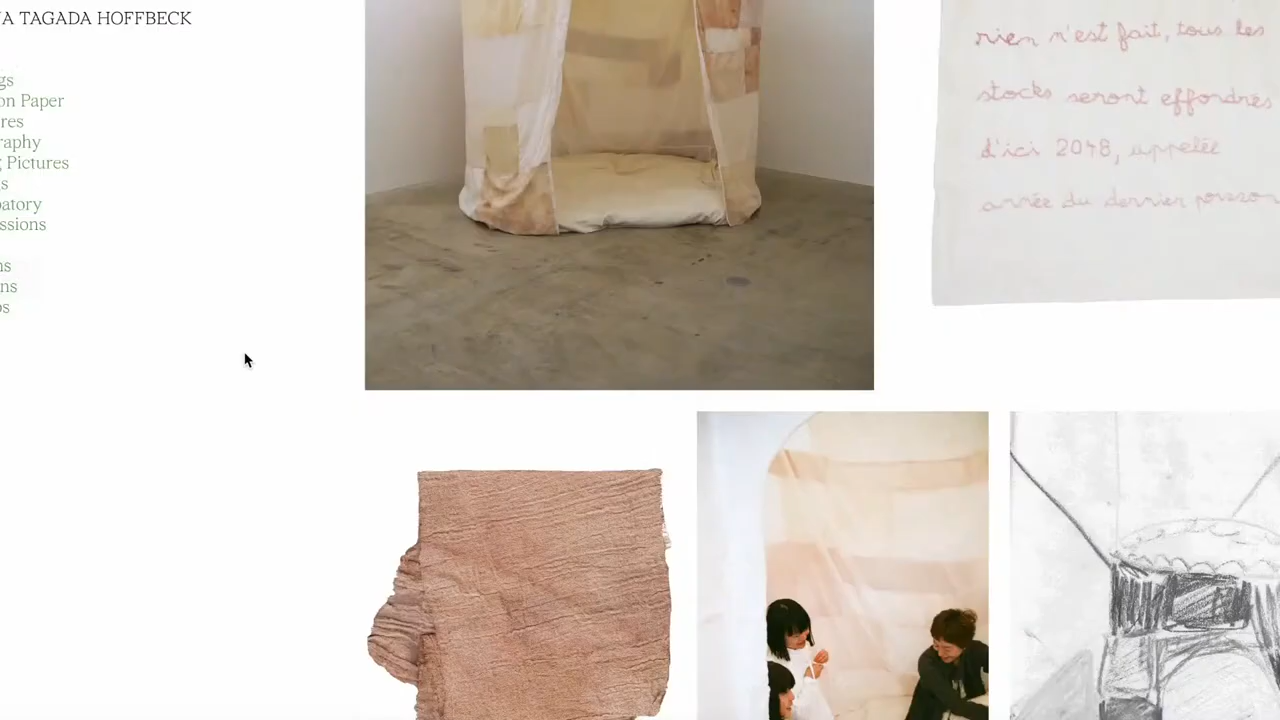 A TAGADA HOFFBECK
gs
on Paper
res
raphy
g Pictures
s
patory
ssions
ns
ns
s
rien n'est fait, tous les
stocks seront effondrés
d'ici 2048, appelée
année du dernier poisson